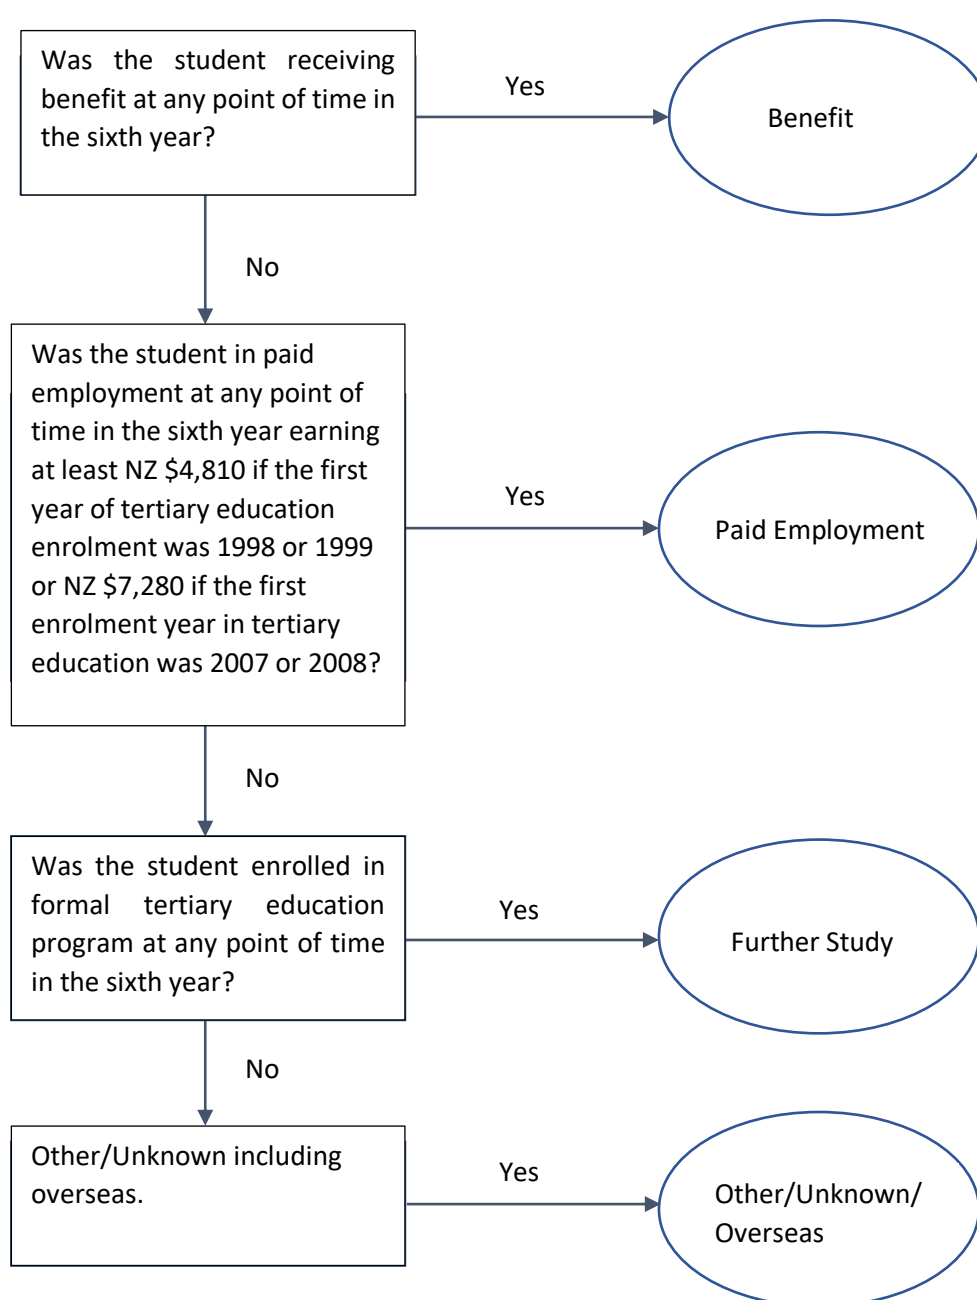 Was the student receiving
benefit at any point of time in
the sixth year?
Yes
Benefit
No
Was the student in paid
employment at any point of
time in the sixth year earning
at least NZ $4,810 if the first
year of tertiary education
enrolment was 1998 or 1999
or NZ $7,280 if the first
enrolment year in tertiary
education was 2007 or 2008?
Yes
Paid Employment
No
Was the student enrolled in
formal tertiary education
program at any point of time
in the sixth year?
Yes
Further Study
No
Other/Unknown including
overseas.
Yes
Other/Unknown/
Overseas